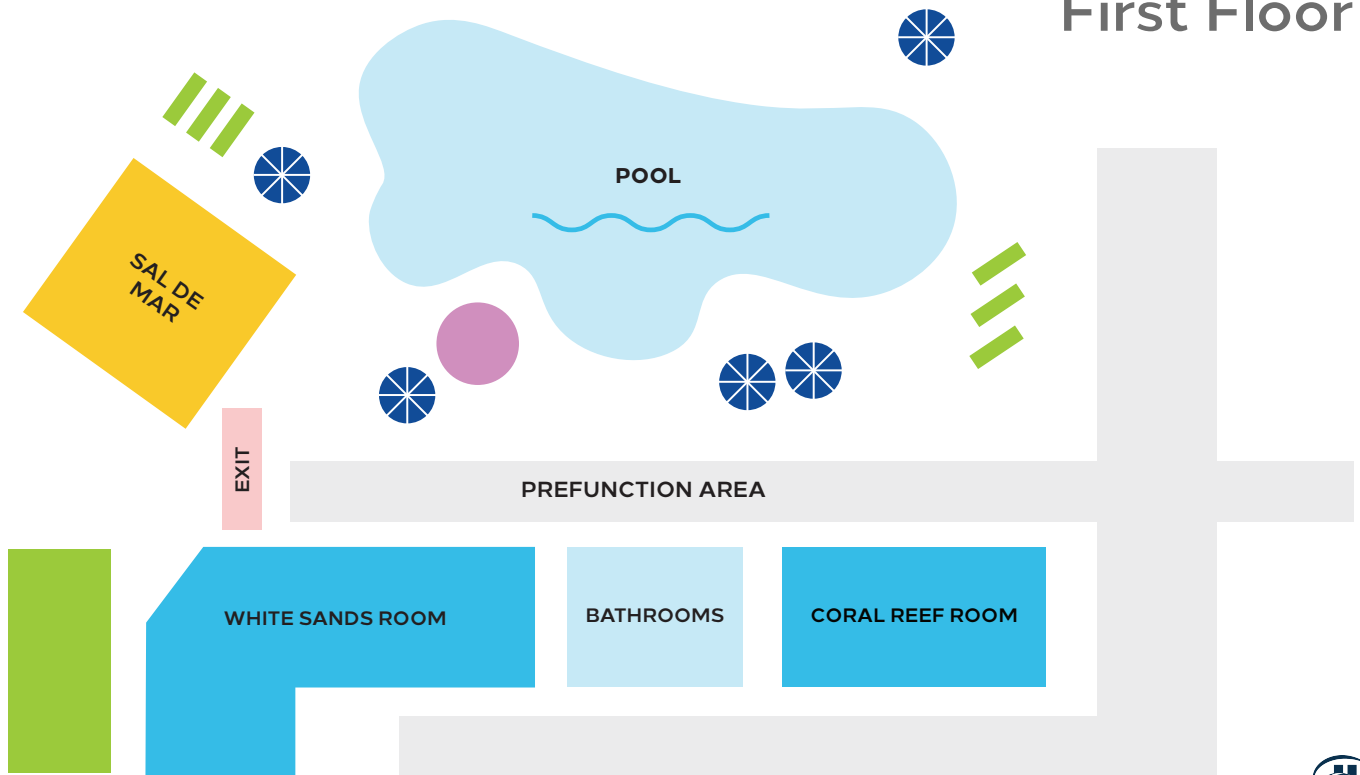 First Floor
POOL
SAL DE
MAR
EXIT
PREFUNCTION AREA
WHITE SANDS ROOM
BATHROOMS
CORAL REEF ROOM